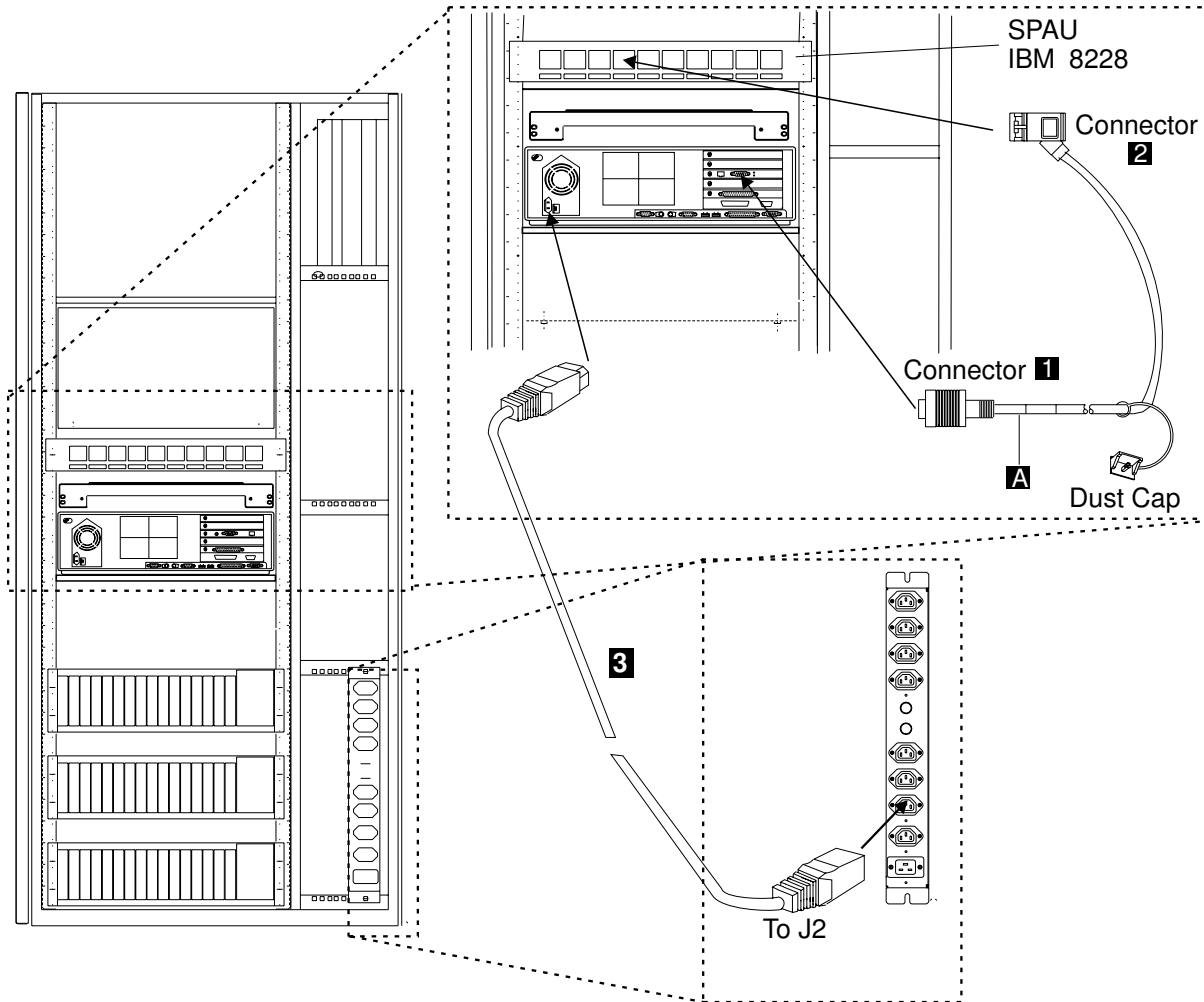 SPAU
IBM 8228
Connector
2
Connector 1
A
Dust Cap
3
To J2